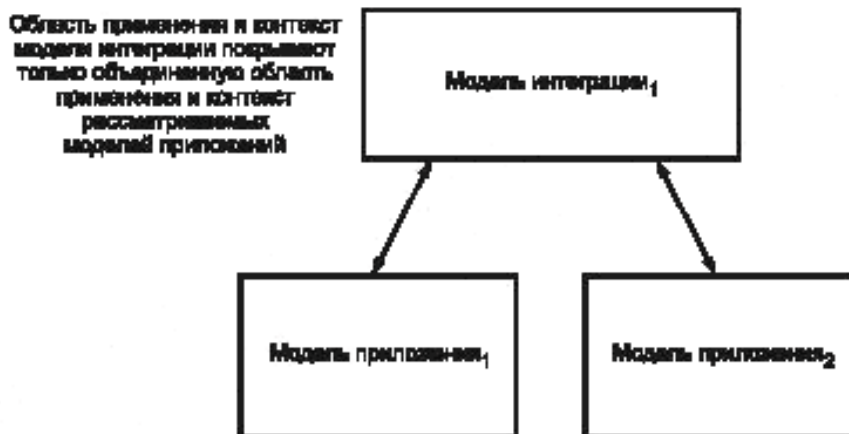 Область применения и контекст
модели интеграции покрывают
только объединенную область
применения и контекст
рассматриваемых
моделей приложений
Модель интеграции₁
Модель приложения₁
Модель приложения₂